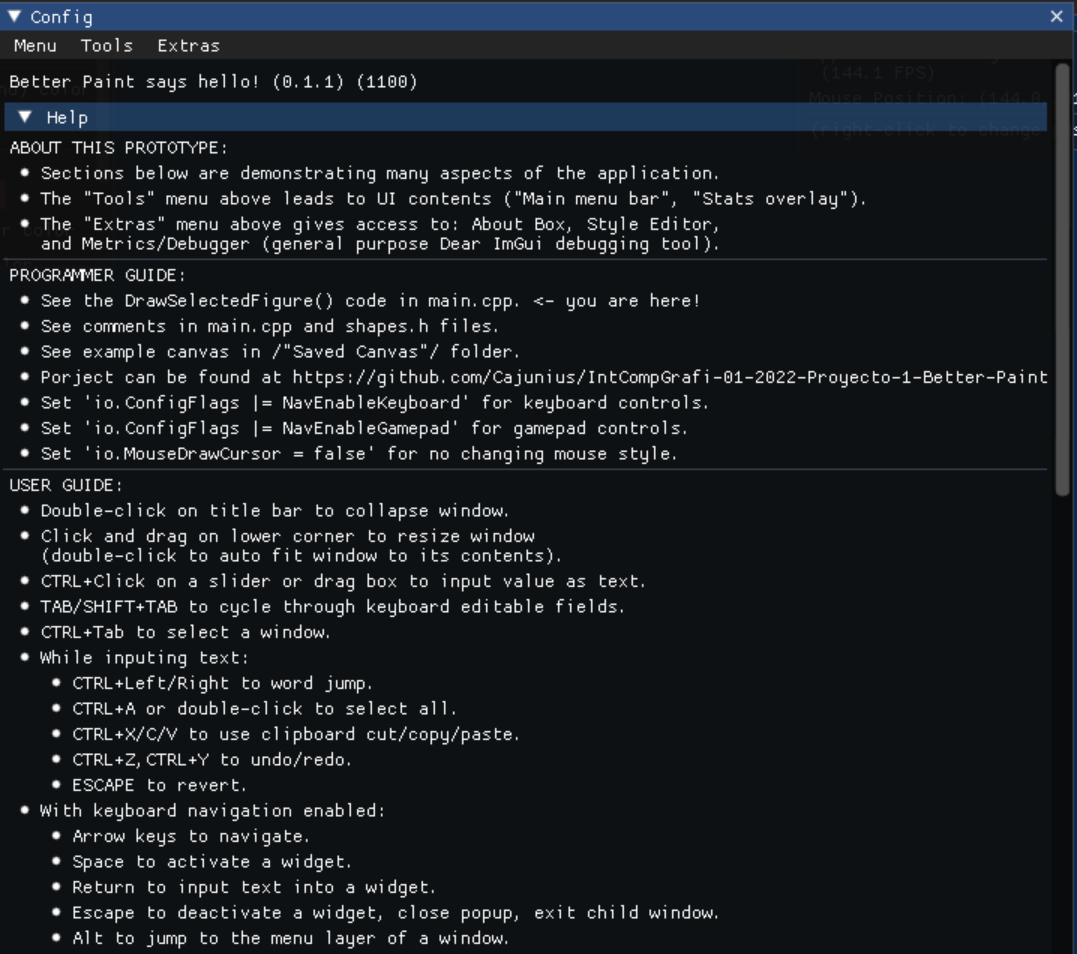 Config
Menu Tools Extras
Better Paint says hello! (0.1.1) (1100)
(144.1 FPS)
Mouse Position: (144.0,
(right-click to change
Help
ABOUT THIS PROTOTYPE:
Sections below are demonstrating many aspects of the application.
The "Tools" menu above leads to UI contents ("Main menu bar", "Stats overlay").
The "Extras" menu above gives access to: About Box, Style Editor,
and Metrics/Debugger (general purpose Dear ImGui debugging tool).
PROGRAMMER GUIDE:
See the DrawSelectedFigure() code in main.cpp. <- you are here!
See comments in main.cpp and shapes.h files.
See example canvas in /"Saved Canvas"/ folder.
Porject can be found at https://github.com/Cajunius/IntCompGrafi-01-2022-Proyecto-1-Better-Paint
Set 'io.ConfigFlags |= NavEnableKeyboard' for keyboard controls.
Set 'io.ConfigFlags |= NavEnableGamepad' for gamepad controls.
Set 'io.MouseDrawCursor = false' for no changing mouse style.
USER GUIDE:
Double-click on title bar to collapse window.
Click and drag on lower corner to resize window
(double-click to auto fit window to its contents).
CTRL+Click on a slider or drag box to input value as text.
TAB/SHIFT+TAB to cycle through keyboard editable fields.
CTRL+Tab to select a window.
While inputing text:
CTRL+Left/Right to word jump.
CTRL+A or double-click to select all.
CTRL+X/C/V to use clipboard cut/copy/paste.
CTRL+Z,CTRL+Y to undo/redo.
ESCAPE to revert.
With keyboard navigation enabled:
Arrow keys to navigate.
Space to activate a widget.
Return to input text into a widget.
Escape to deactivate a widget, close popup, exit child window.
Alt to jump to the menu layer of a window.